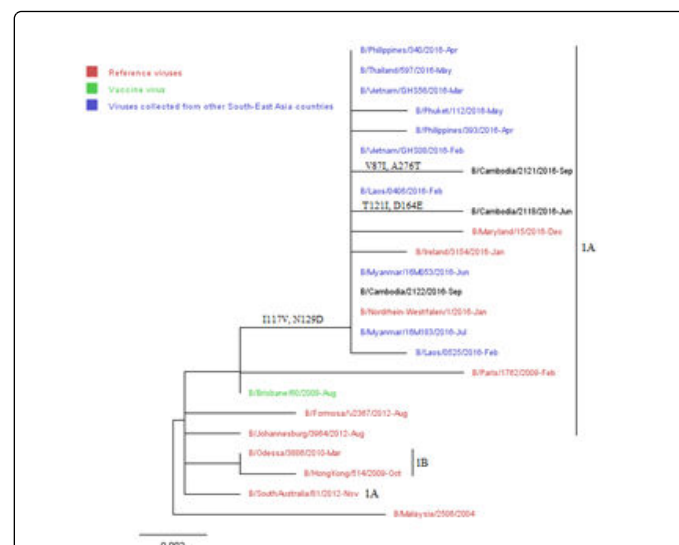 Reference viruses
Vaccine virus
Viruses collected from other South-East Asia countries
B/Philippines/340/2016-Apr
B/Thailand/597/2016-May
B/Vietnam/GHS56/2016-Mar
B/Phuket/112/2016-May
B/Philippines/393/2016-Apr
B/Vietnam/GHS08/2016-Feb
V87I, A276T
B/Cambodia/2121/2016-Sep
B/Laos/0406/2016-Feb
T121I, D164E
B/Cambodia/2118/2016-Jun
B/Maryland/15/2016-Dec
B/Ireland/3154/2016-Jan
1A
B/Myanmar/16M053/2016-Jun
B/Cambodia/2122/2016-Sep
B/Nordrhein-Westfalen/1/2016-Jan
I117V, N129D
B/Myanmar/16M193/2016-Jul
B/Laos/0525/2016-Feb
B/Paris/1762/2009-Feb
B/Brisbane/60/2009-Aug
B/Formosa/V2367/2012-Aug
B/Johannesburg/3964/2012-Aug
B/Odessa/3886/2010-Mar
1B
B/HongKong/514/2009-Oct
B/SouthAustralia/81/2012-Nov 1A
B/Malaysia/2506/2004